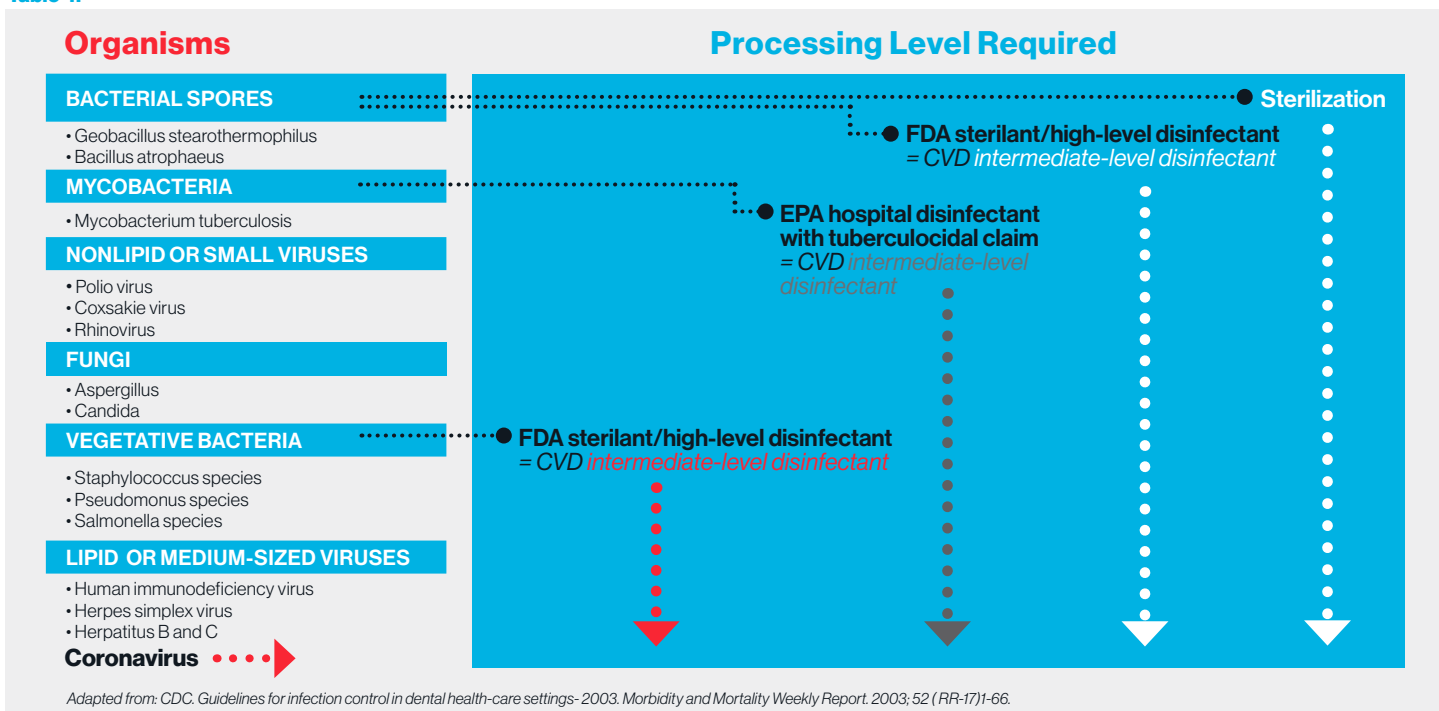 Organisms
Processing Level Required
BACTERIAL SPORES
• Geobacillus stearothermophilus
• Bacillus atrophaeus
MYCOBACTERIA
• Mycobacterium tuberculosis
NONLIPID OR SMALL VIRUSES
• Polio virus
• Coxsakie virus
• Rhinovirus
FUNGI
• Aspergillus
• Candida
VEGETATIVE BACTERIA
• Staphylococcus species
• Pseudomonus species
• Salmonella species
LIPID OR MEDIUM-SIZED VIRUSES
• Human immunodeficiency virus
• Herpes simplex virus
• Herpatitus B and C
Coronavirus
Sterilization
FDA sterilant/high-level disinfectant
= CVD intermediate-level disinfectant
EPA hospital disinfectant
with tuberculocidal claim
= CVD intermediate-level
disinfectant
FDA sterilant/high-level disinfectant
= CVD intermediate-level disinfectant
Adapted from: CDC. Guidelines for infection control in dental health-care settings- 2003. Morbidity and Mortality Weekly Report. 2003; 52 ( RR-17)1-66.